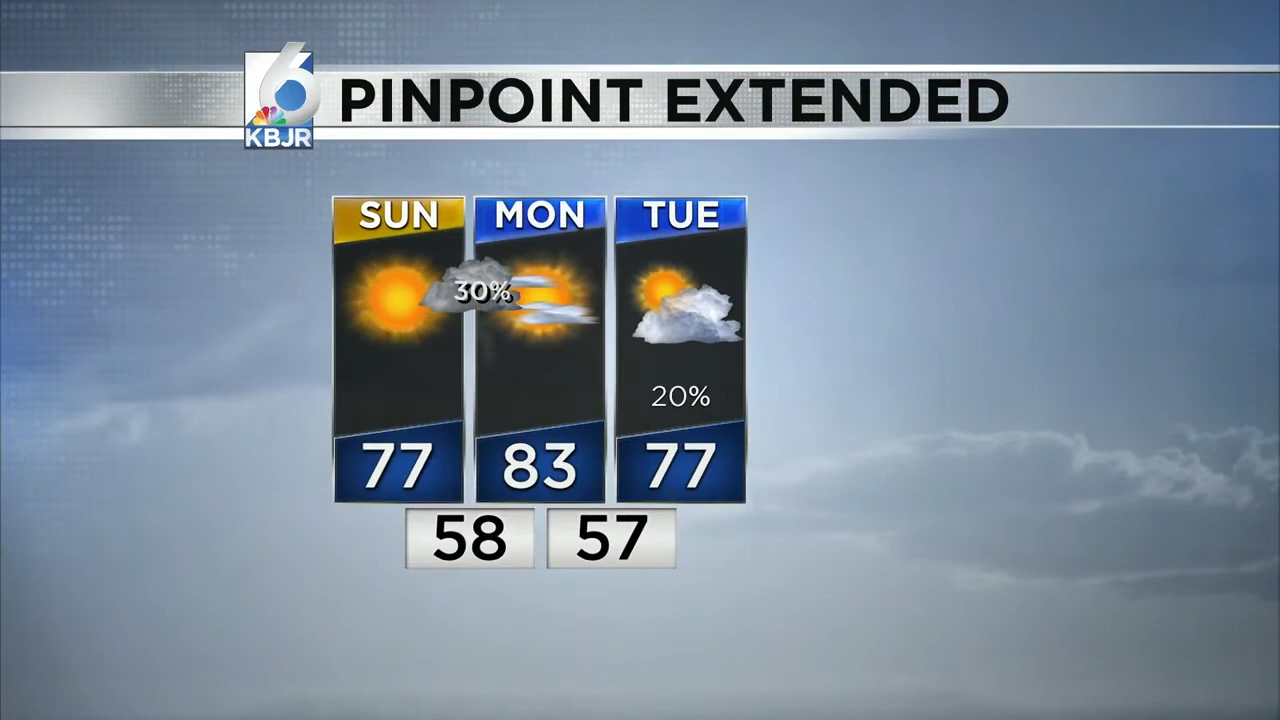 6
KBJR
PINPOINT EXTENDED
SUN MON TUE
30%
20%
77 83 77
58 57